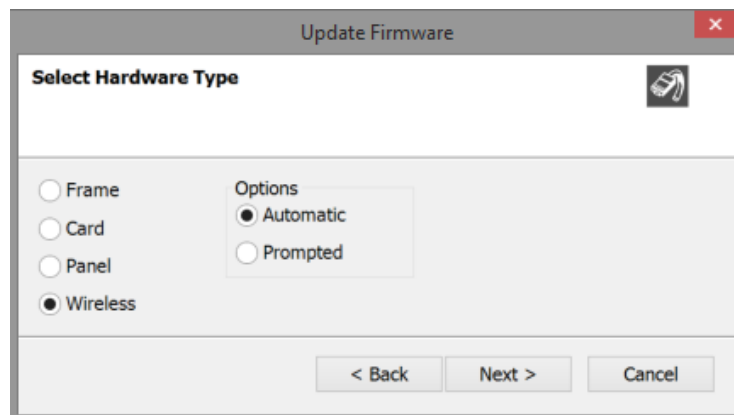 Update Firmware
Select Hardware Type
Frame
Card
Panel
Wireless
Options
Automatic
Prompted
< Back Next > Cancel